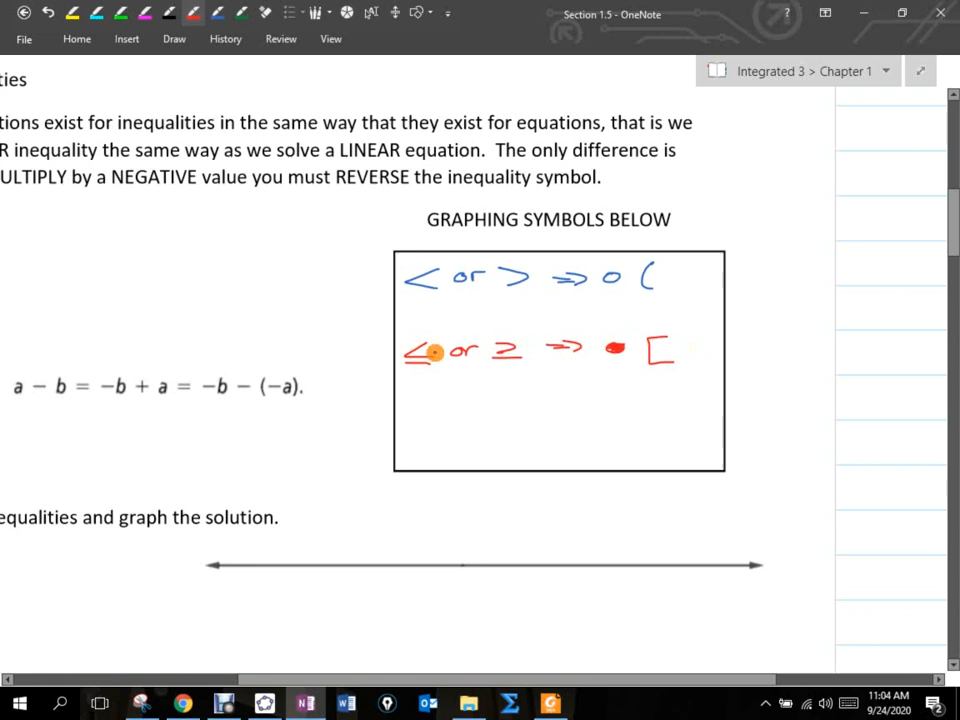 Section 1.5 - OneNote
?
File Home Insert Draw History Review View
Integrated 3 > Chapter 1
ties
tions exist for inequalities in the same way that they exist for equations, that is we
R inequality the same way as we solve a LINEAR equation. The only difference is
ULTIPLY by a NEGATIVE value you must REVERSE the inequality symbol.
GRAPHING SYMBOLS BELOW
< or > => o (
≤ or ≥ => • [
a − b = −b + a = −b − (−a).
equalities and graph the solution.
11:04 AM
9/24/2020
2